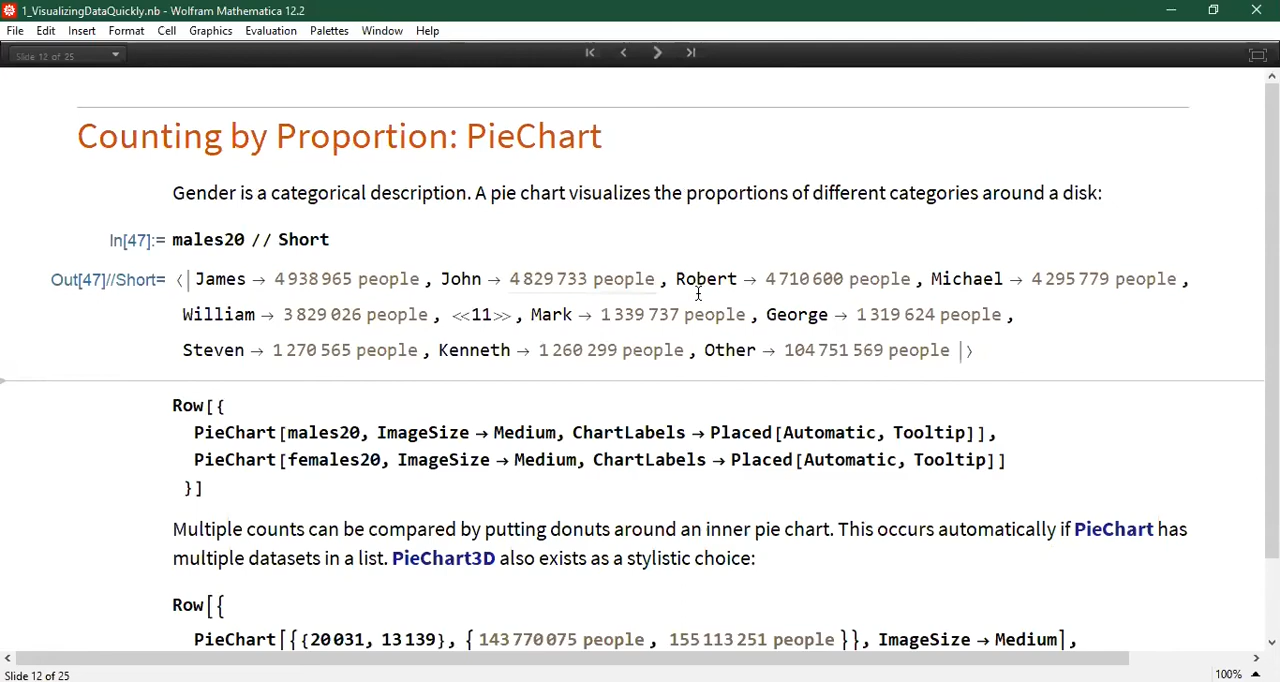 1_VisualizingDataQuickly.nb - Wolfram Mathematica 12.2
File Edit Insert Format Cell Graphics Evaluation Palettes Window Help
Slide 12 of 25
Counting by Proportion: PieChart
Gender is a categorical description. A pie chart visualizes the proportions of different categories around a disk:
In[47]:= males20 // Short
Out[47]//Short= <| James → 4 938 965 people , John → 4 829 733 people , Robert → 4 710 600 people , Michael → 4 295 779 people ,
William → 3 829 026 people , <<11>> , Mark → 1 339 737 people , George → 1 319 624 people ,
Steven → 1 270 565 people , Kenneth → 1 260 299 people , Other → 104 751 569 people |>
Row[{
PieChart[males20, ImageSize → Medium, ChartLabels → Placed[Automatic, Tooltip]],
PieChart[females20, ImageSize → Medium, ChartLabels → Placed[Automatic, Tooltip]]
}]
Multiple counts can be compared by putting donuts around an inner pie chart. This occurs automatically if PieChart has
multiple datasets in a list. PieChart3D also exists as a stylistic choice:
Row[{
PieChart[{{20 031, 13 139}, { 143 770 075 people , 155 113 251 people }}, ImageSize → Medium],
Slide 12 of 25
100%